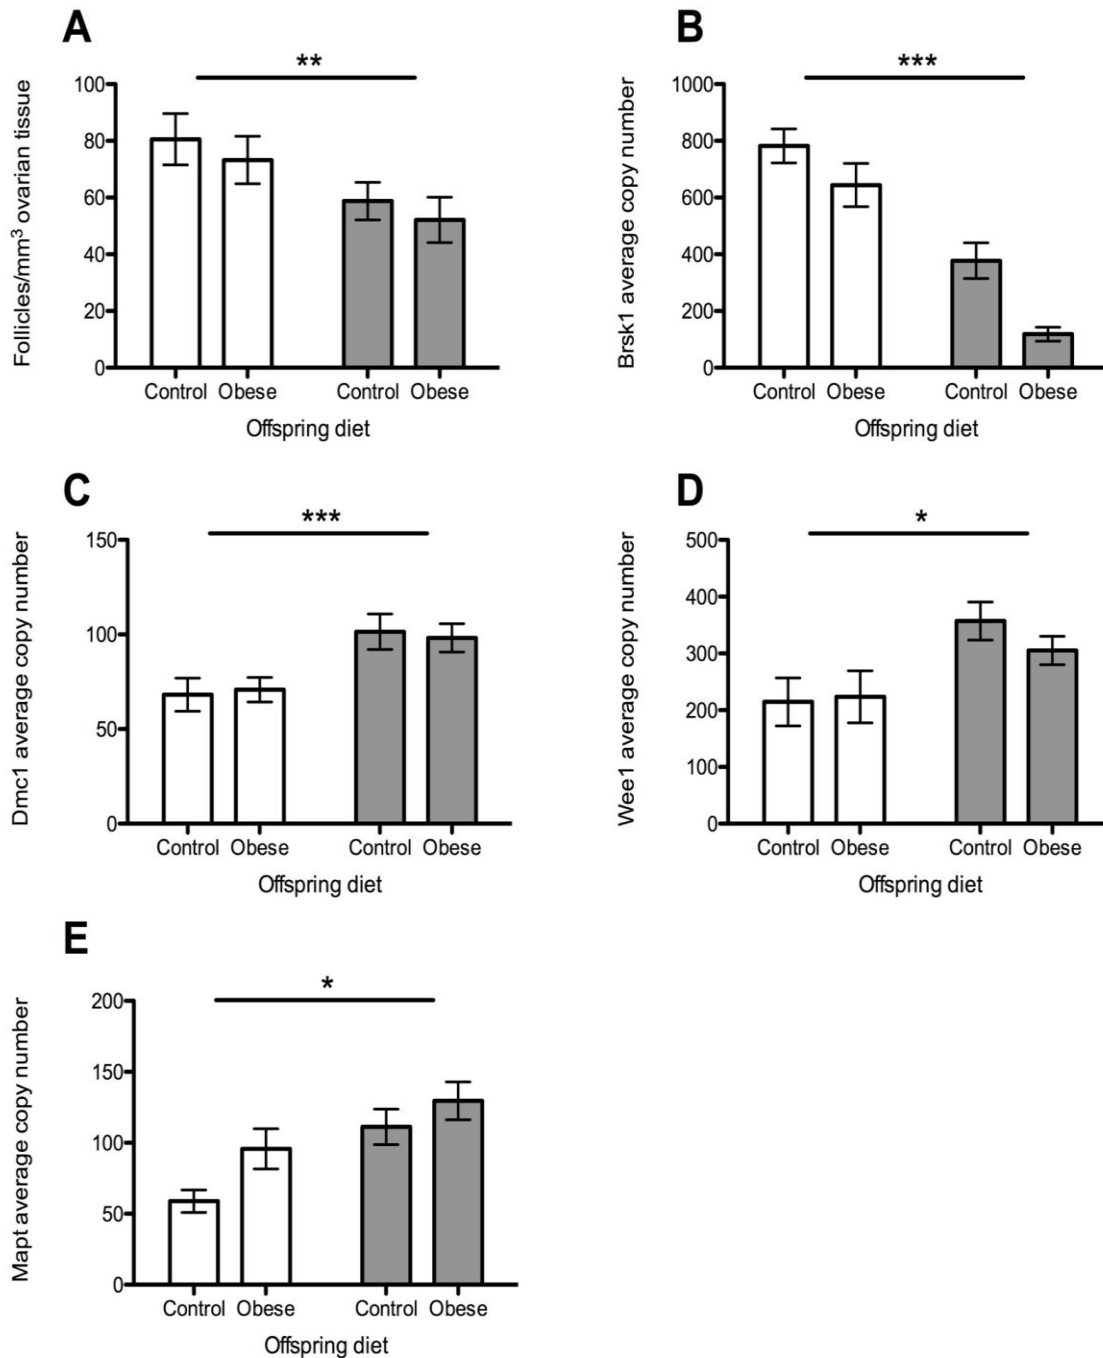 A
**
Follicles/mm³ ovarian tissue
100
80
60
40
20
0
Control Obese Control Obese
Offspring diet
B
***
Brsk1 average copy number
1000
800
600
400
200
0
Control Obese Control Obese
Offspring diet
C
***
Dmc1 average copy number
150
100
50
0
Control Obese Control Obese
Offspring diet
D
*
Wee1 average copy number
500
400
300
200
100
0
Control Obese Control Obese
Offspring diet
E
*
Mapt average copy number
200
150
100
50
0
Control Obese Control Obese
Offspring diet